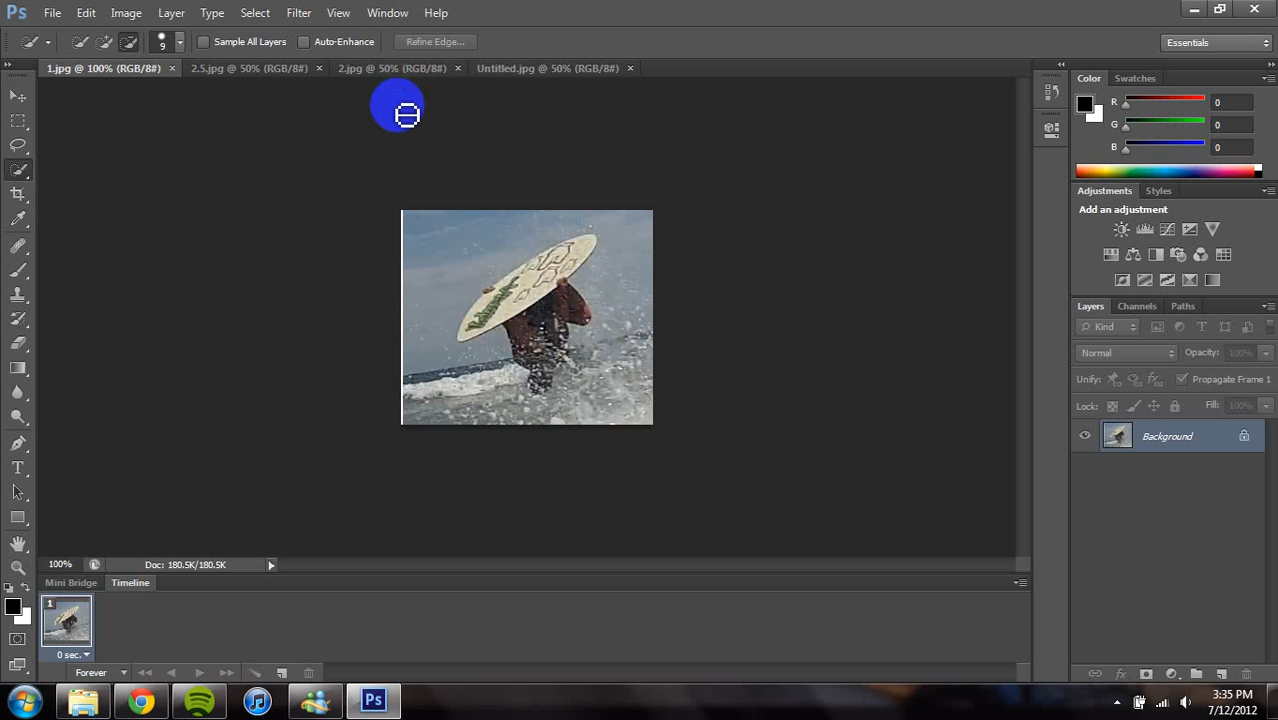 Ps File Edit Image Layer Type Select Filter View Window Help
9 Sample All Layers Auto-Enhance Refine Edge... Essentials
1.jpg @ 100% (RGB/8#) × 2.5.jpg @ 50% (RGB/8#) × 2.jpg @ 50% (RGB/8#) × Untitled.jpg @ 50% (RGB/8#) ×
Color Swatches
R 0
G 0
B 0
Adjustments Styles
Add an adjustment
Layers Channels Paths
Kind
Normal Opacity: 100%
Unify: Propagate Frame 1
Lock: Fill: 100%
Background
100% Doc: 180.5K/180.5K
Mini Bridge Timeline
1
0 sec.
Forever
Ps
3:35 PM
7/12/2012